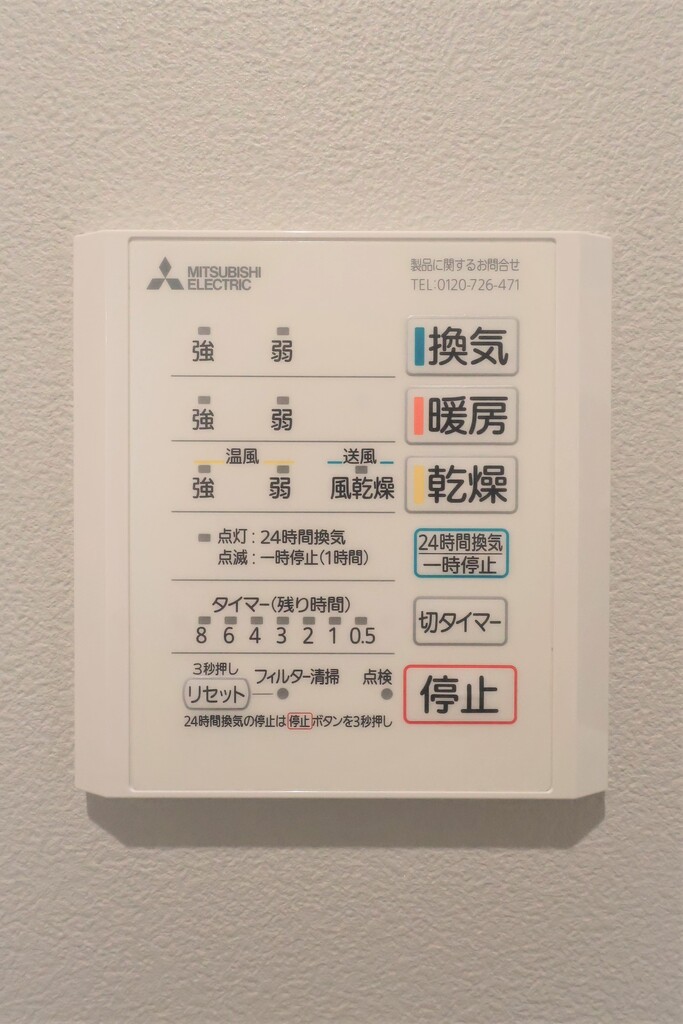 MITSUBISHI
ELECTRIC
製品に関するお問合せ
TEL:0120-726-471
強 弱 換気
強 弱 暖房
温風 送風
強 弱 風乾燥 乾燥
点灯:24時間換気
点滅:一時停止(1時間)
24時間換気
一時停止
タイマー(残り時間)
8 6 4 3 2 1 0.5
切タイマー
3秒押し
リセット フィルター清掃 点検
停止
24時間換気の停止は停止ボタンを3秒押し